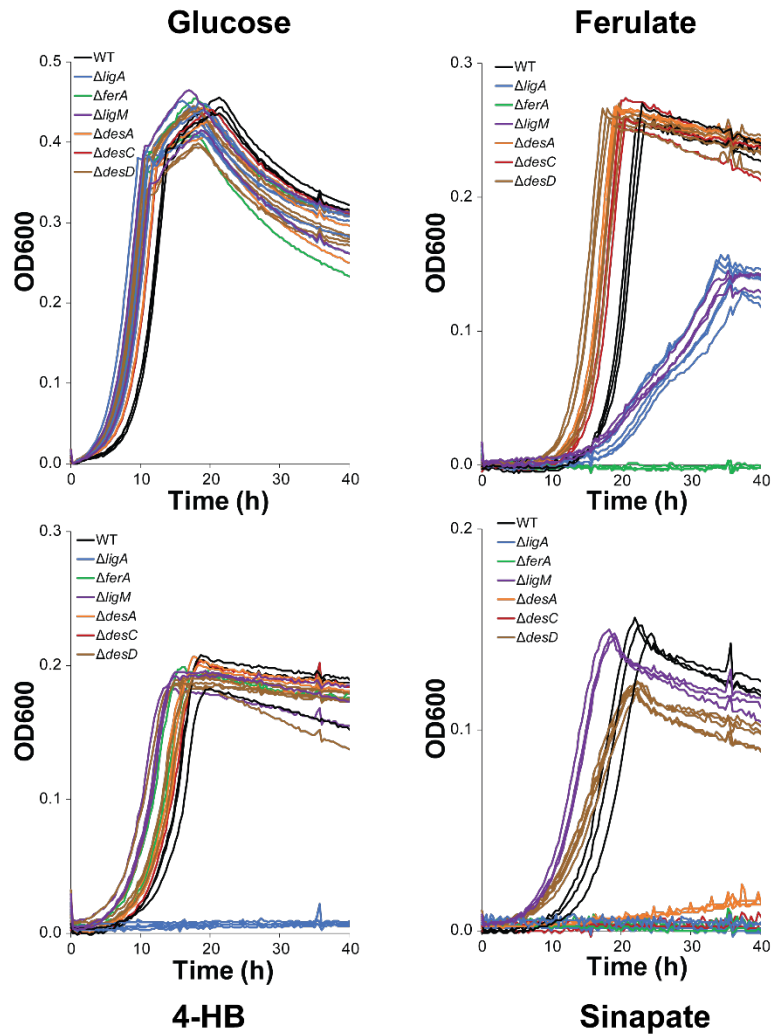 Glucose
WT
ΔligA
ΔferA
ΔligM
ΔdesA
ΔdesC
ΔdesD
OD600
0.5
0.4
0.3
0.2
0.1
0.0
0
10
20
30
40
Time (h)
Ferulate
WT
ΔligA
ΔferA
ΔligM
ΔdesA
ΔdesC
ΔdesD
OD600
0.3
0.2
0.1
0.0
0
10
20
30
40
Time (h)
WT
ΔligA
ΔferA
ΔligM
ΔdesA
ΔdesC
ΔdesD
OD600
0.3
0.2
0.1
0.0
0
10
20
30
40
Time (h)
4-HB
WT
ΔligA
ΔferA
ΔligM
ΔdesA
ΔdesC
ΔdesD
OD600
0.2
0.1
0.0
0
10
20
30
40
Time (h)
Sinapate